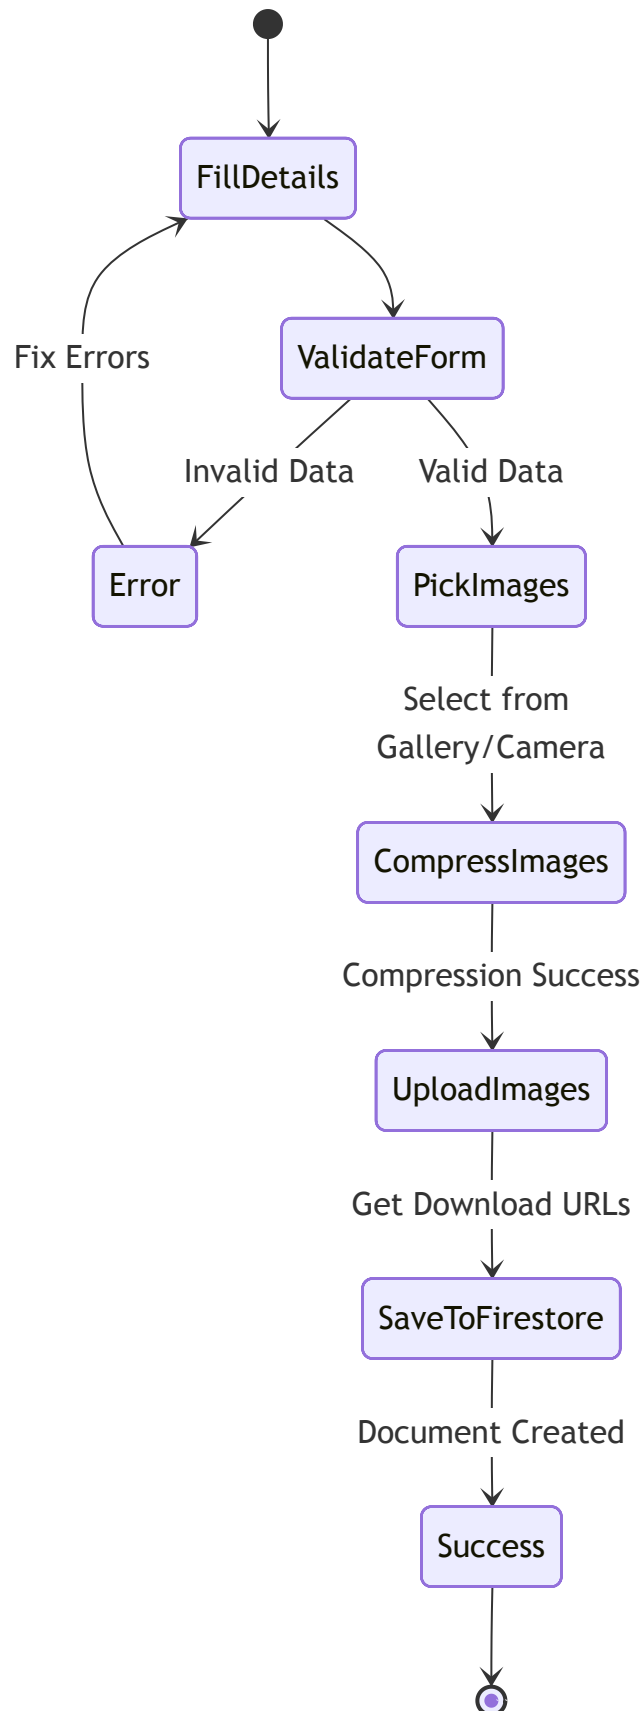 FillDetails
Fix Errors
ValidateForm
Invalid Data
Valid Data
Error
PickImages
Select from
Gallery/Camera
CompressImages
Compression Success
UploadImages
Get Download URLs
SaveToFirestore
Document Created
Success